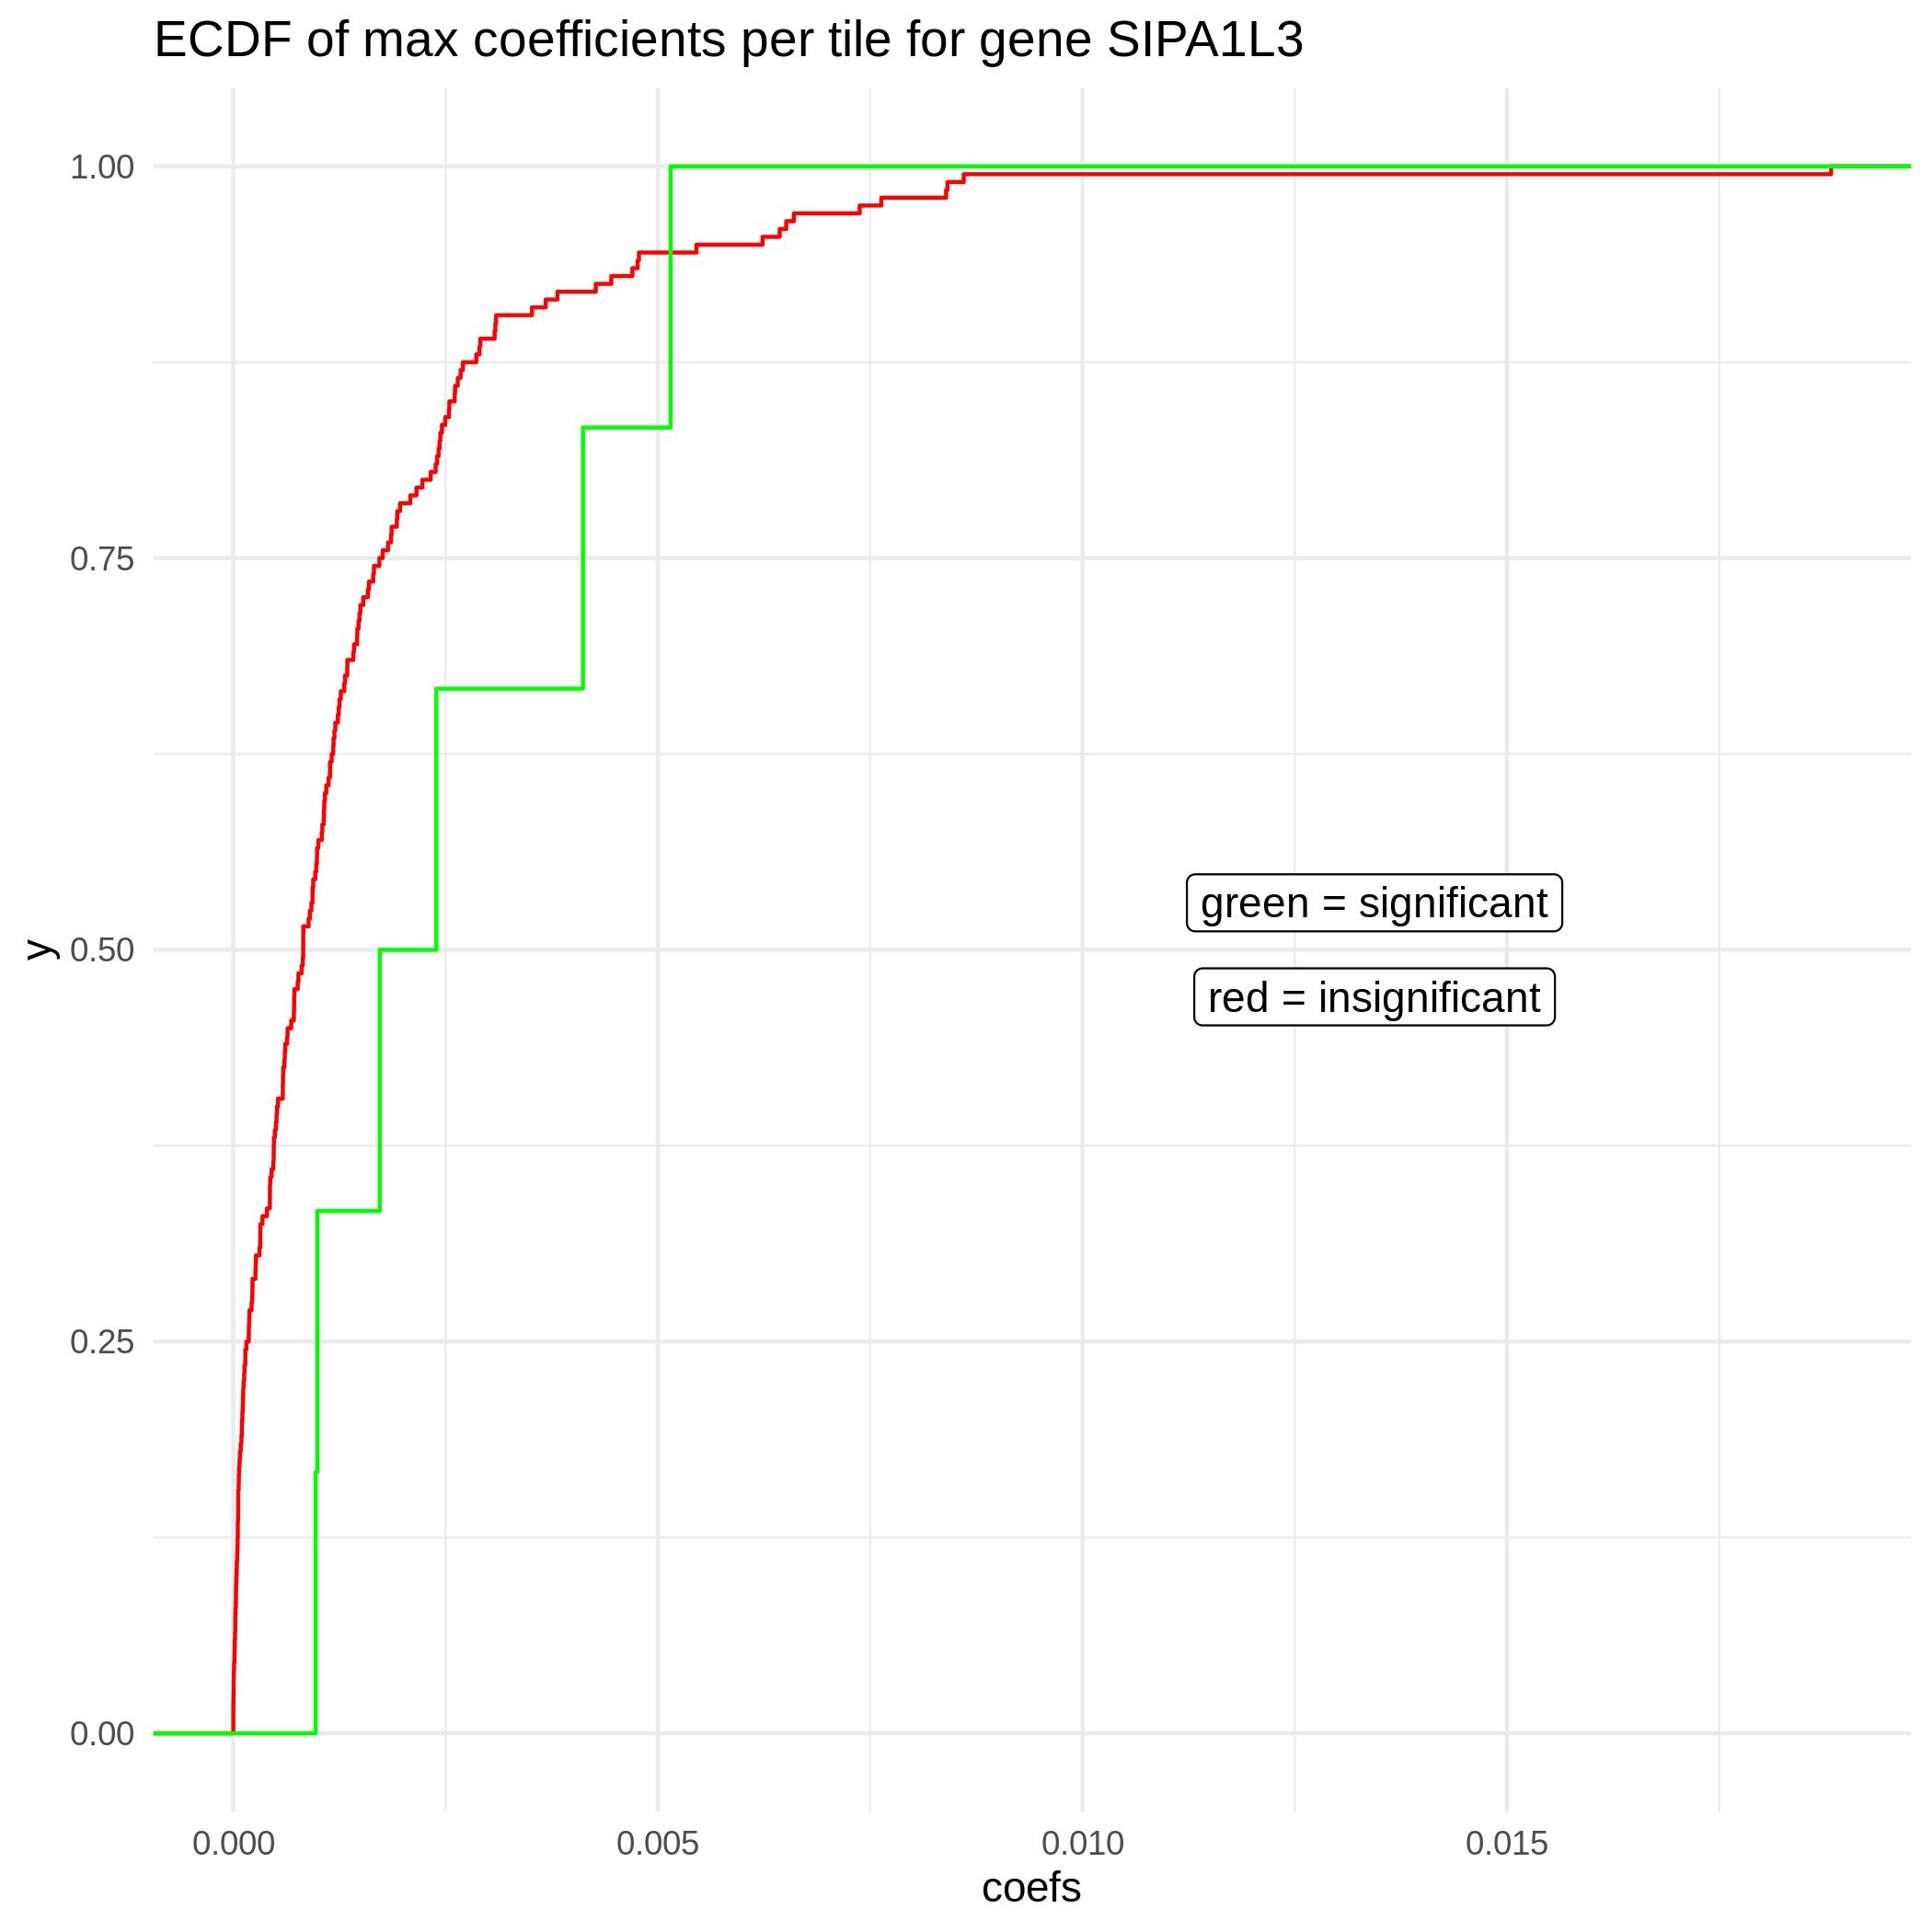 ECDF of max coefficients per tile for gene SIPA1L3
1.00
0.75
0.50
0.25
0.00
y
green = significant
red = insignificant
0.000
0.005
0.010
0.015
coefs